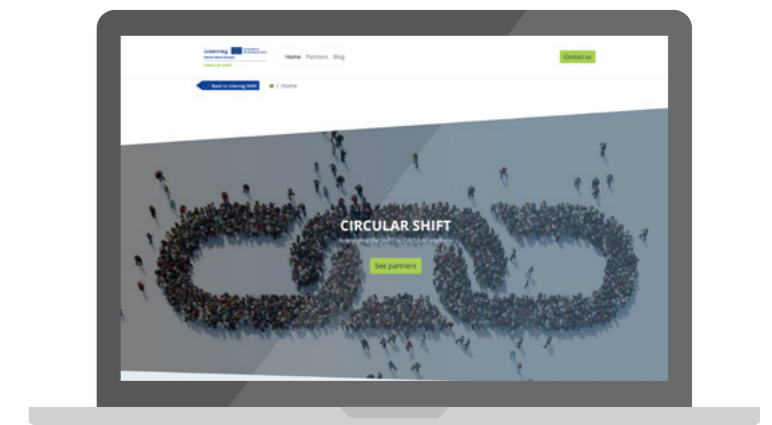 Interreg
North-West Europe
CIRCULAR SHIFT
Home Partners Blog
Contact us
Back to Interreg NWE
/ Home
CIRCULAR SHIFT
See partners